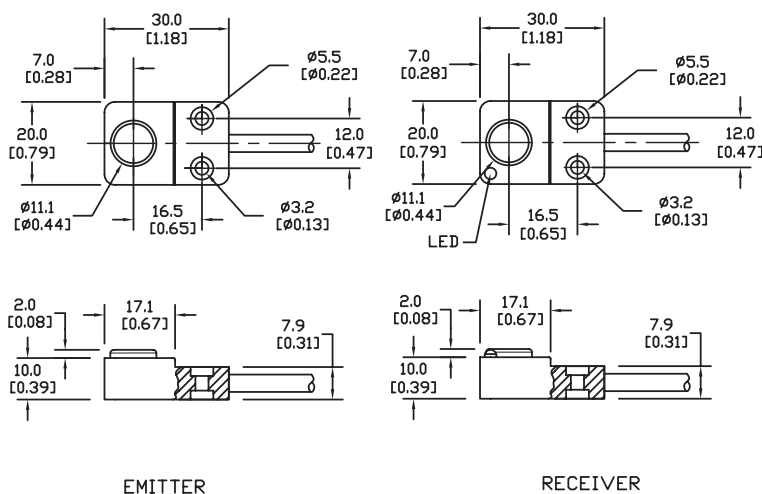 30.0
[1.18]
7.0
[0.28]
ø5.5
[ø0.22]
20.0
[0.79]
12.0
[0.47]
ø11.1
[ø0.44]
16.5
[0.65]
ø3.2
[ø0.13]
30.0
[1.18]
7.0
[0.28]
ø5.5
[ø0.22]
20.0
[0.79]
12.0
[0.47]
ø11.1
[ø0.44]
LED
16.5
[0.65]
ø3.2
[ø0.13]
2.0
[0.08]
17.1
[0.67]
7.9
[0.31]
10.0
[0.39]
2.0
[0.08]
17.1
[0.67]
7.9
[0.31]
10.0
[0.39]
EMITTER
RECEIVER